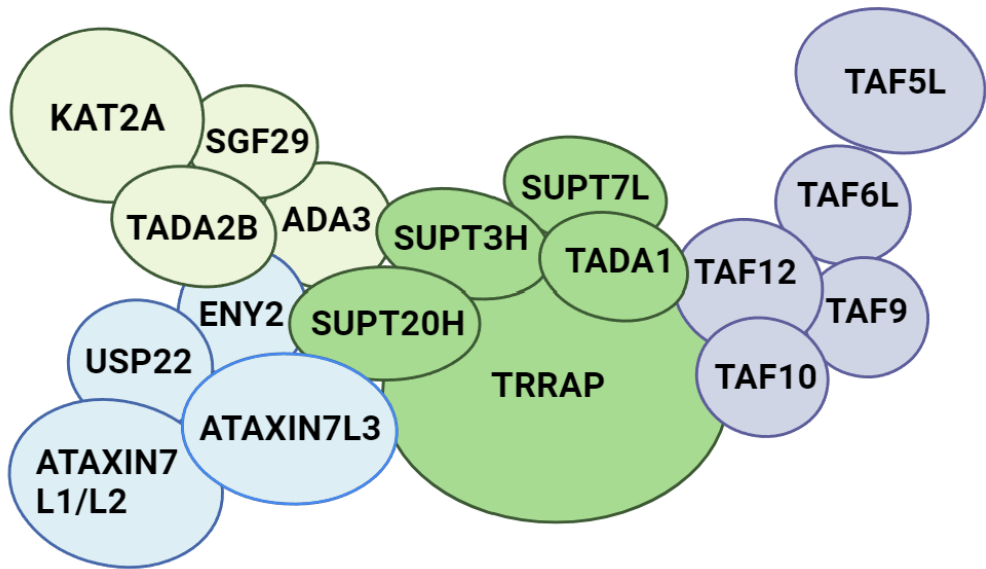 TAF5L
KAT2A
SGF29
SUPT7L
TAF6L
TADA2B
ADA3
SUPT3H
TADA1
TAF12
ENY2
SUPT20H
TAF9
USP22
TRRAP
TAF10
ATAXIN7L3
ATAXIN7
L1/L2